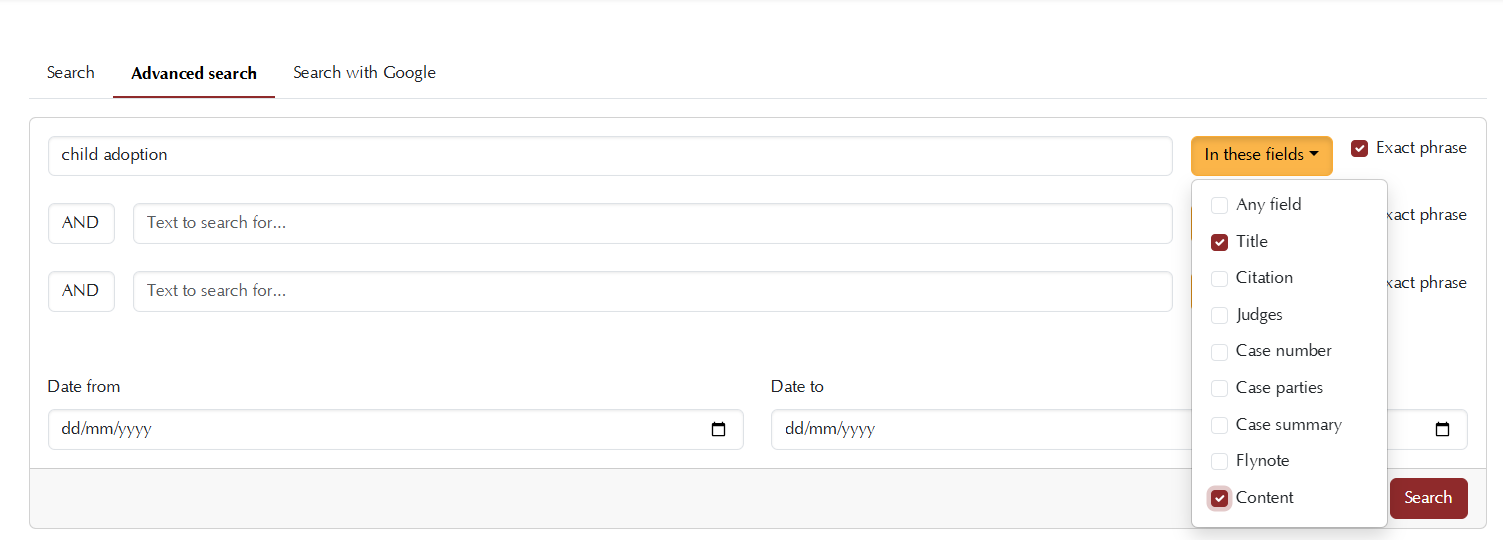 Search Advanced search Search with Google
child adoption In these fields Exact phrase
Any field
AND Text to search for... xact phrase
Title
Citation
AND Text to search for... xact phrase
Judges
Case number
Date from Date to Case parties
dd/mm/yyyy dd/mm/yyyy Case summary
Flynote
Content Search